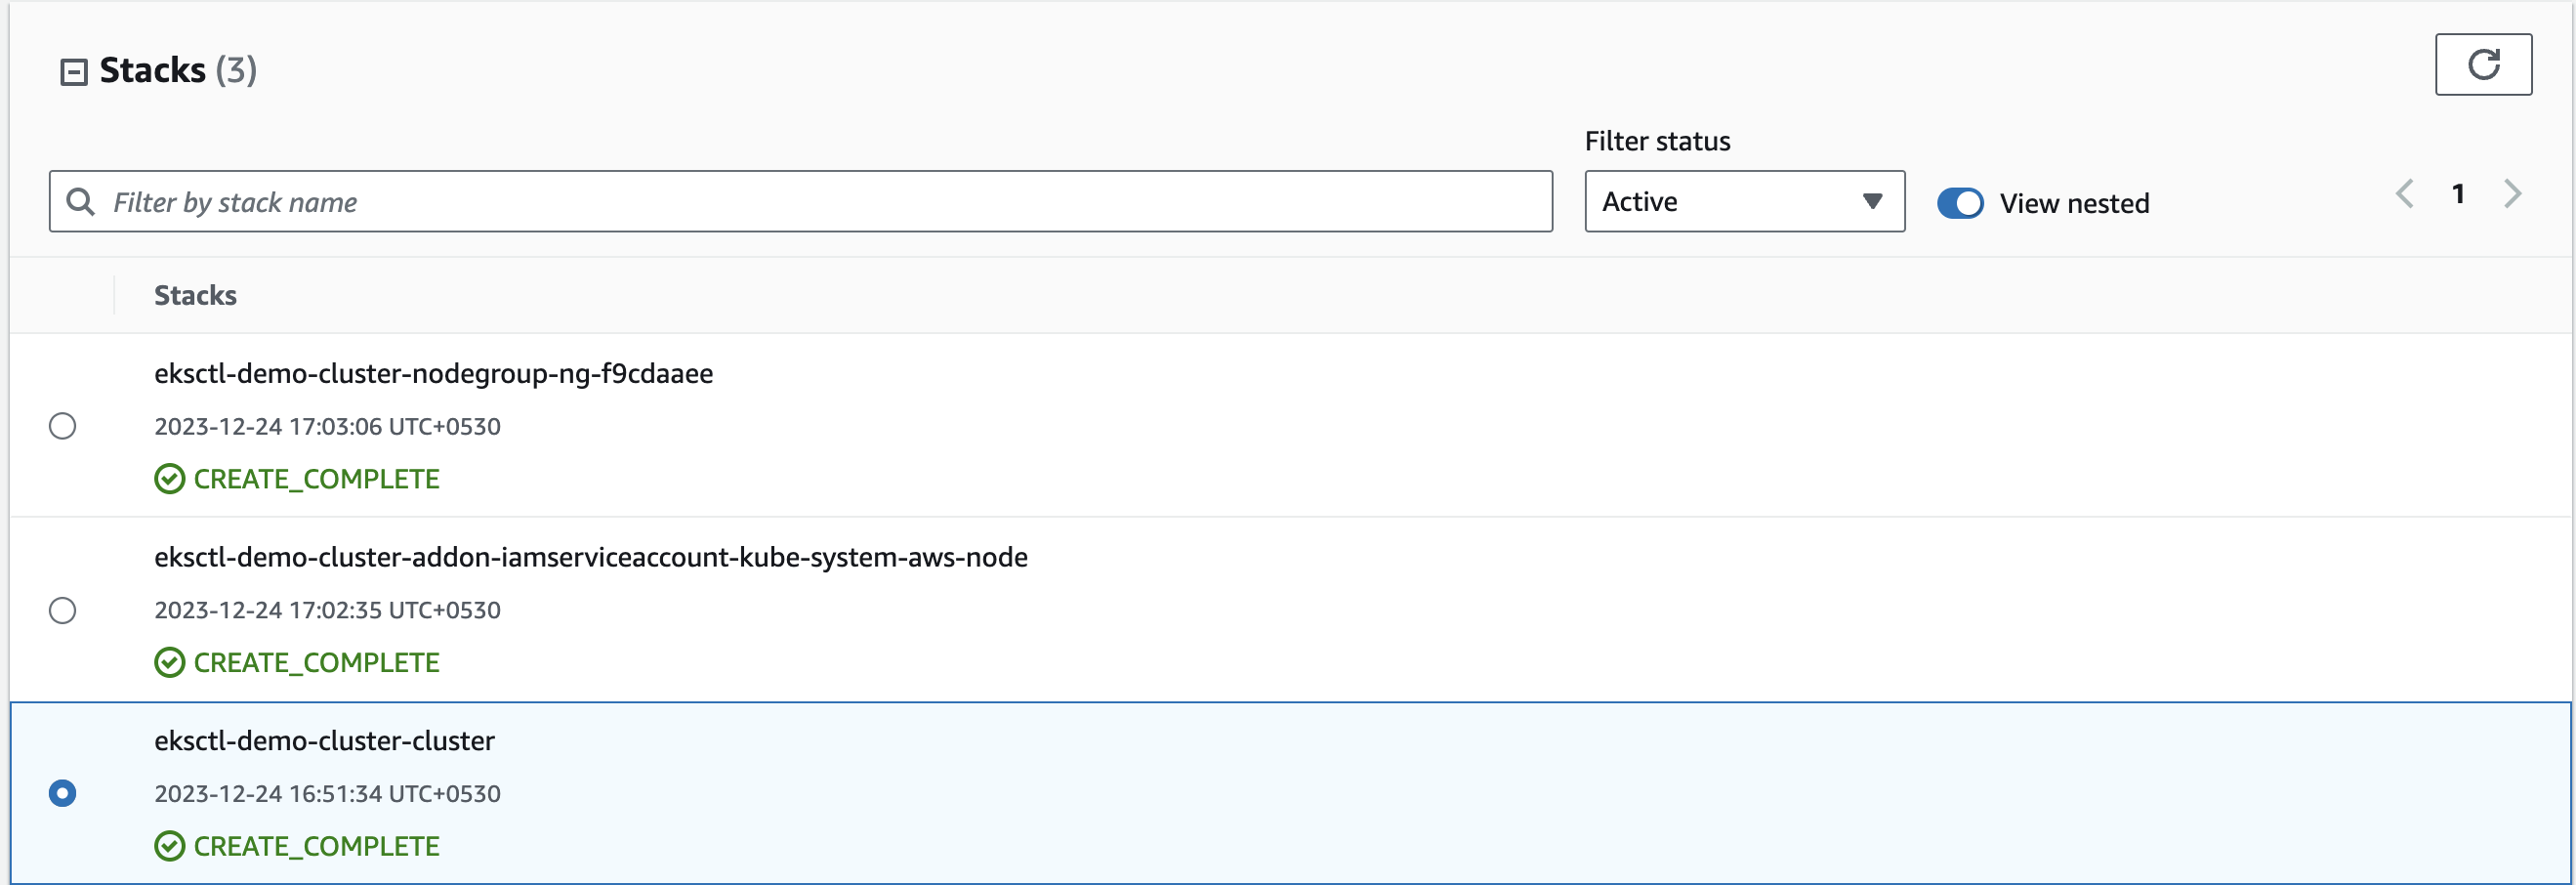 Stacks (3)
Filter status
Filter by stack name
Active
View nested
1
Stacks
eksctl-demo-cluster-nodegroup-ng-f9cdaaee
2023-12-24 17:03:06 UTC+0530
CREATE_COMPLETE
eksctl-demo-cluster-addon-iamserviceaccount-kube-system-aws-node
2023-12-24 17:02:35 UTC+0530
CREATE_COMPLETE
eksctl-demo-cluster-cluster
2023-12-24 16:51:34 UTC+0530
CREATE_COMPLETE